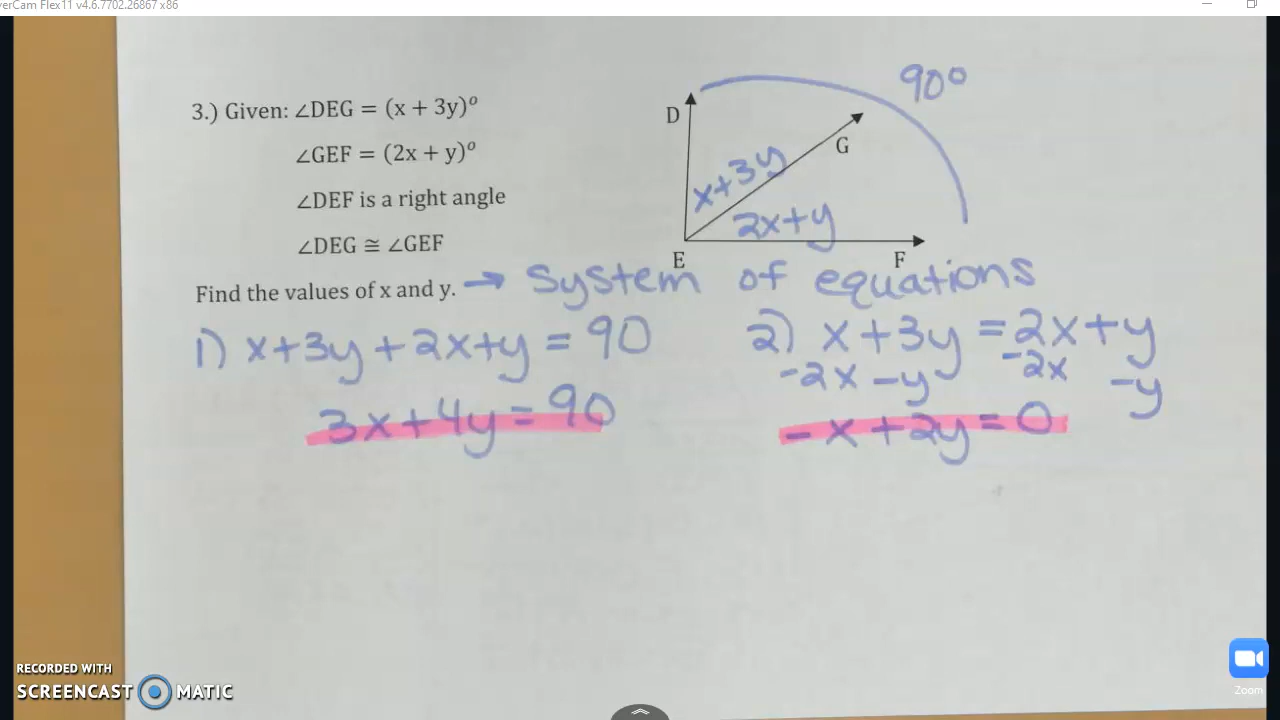 verCam Flex11 v4.6.7702.26867 x86
90°
3.) Given: ∠DEG = (x + 3y)°
∠GEF = (2x + y)°
∠DEF is a right angle
∠DEG ≅ ∠GEF
D
G
x+3y
2x+y
E
F
Find the values of x and y. → System of equations
1) x+3y+2x+y = 90
3x+4y=90
2) x+3y=2x+y
-2x -y -2x -y
-x+2y=0
RECORDED WITH
SCREENCAST MATIC
Zoom